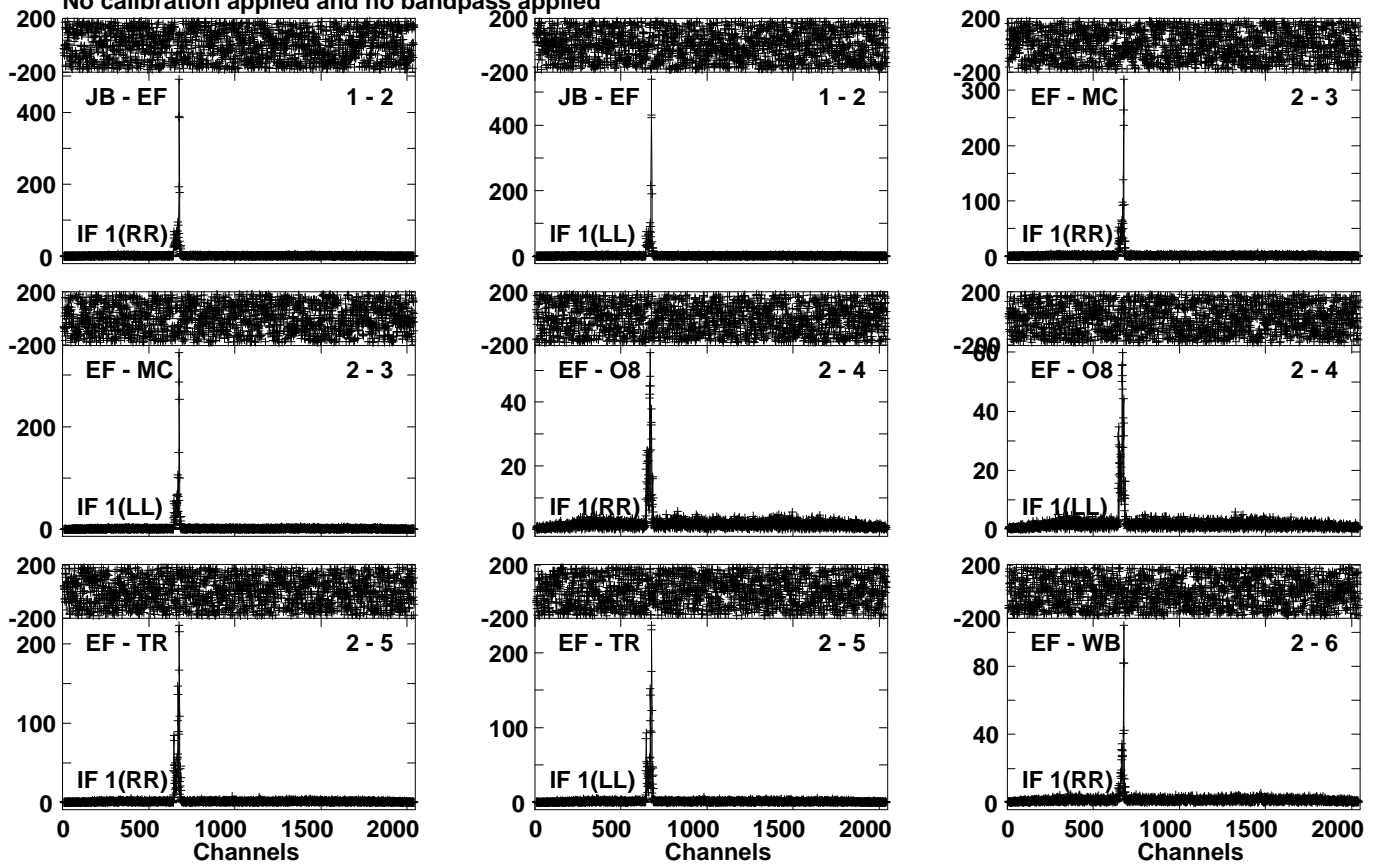 No calibration applied and no bandpass applied
200
-200
JB - EF 1 - 2
400
200
IF 1(RR)
0
-200
JB - EF 1 - 2
400
200
IF 1(LL)
0
200
-200
300
EF - MC 2 - 3
200
100
IF 1(RR)
0
200
-200
EF - MC 2 - 3
200
IF 1(LL)
0
200
-200
EF - O8 2 - 4
40
20
IF 1(RR)
0
200
-200
60
EF - O8 2 - 4
40
20
IF 1(LL)
0
200
-200
200
EF - TR 2 - 5
100
IF 1(RR)
0
0 500 1000 1500 2000
Channels
200
-200
EF - TR 2 - 5
200
100
IF 1(LL)
0
0 500 1000 1500 2000
Channels
200
-200
EF - WB 2 - 6
80
40
IF 1(RR)
0
0 500 1000 1500 2000
Channels